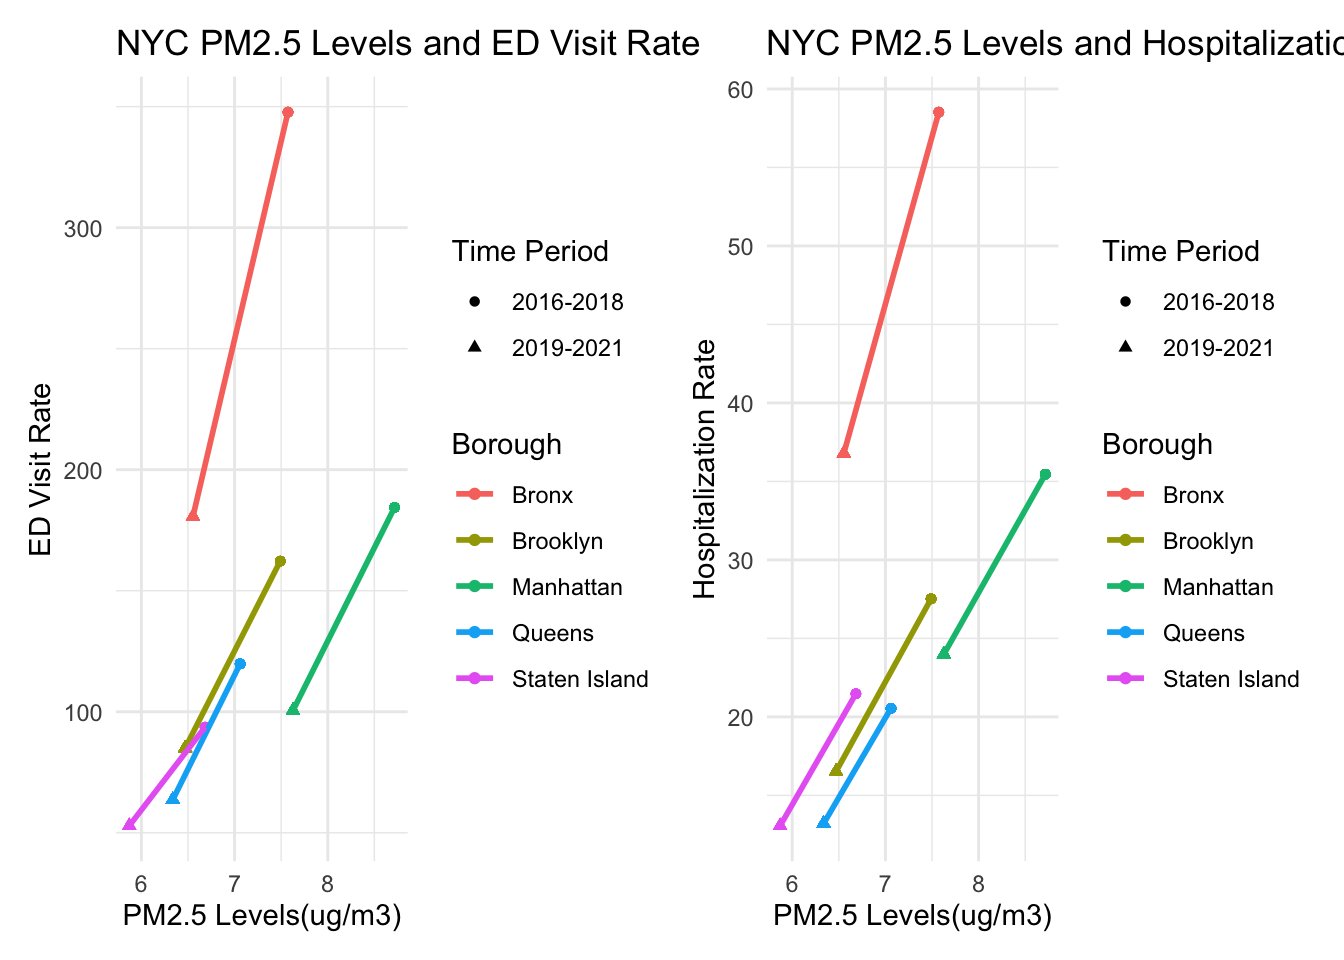 NYC PM2.5 Levels and ED Visit Rate
300
200
100
ED Visit Rate
6 7 8
PM2.5 Levels(ug/m3)
Time Period
2016-2018
2019-2021
Borough
Bronx
Brooklyn
Manhattan
Queens
Staten Island
NYC PM2.5 Levels and Hospitalizatio
60
50
40
30
20
Hospitalization Rate
6 7 8
PM2.5 Levels(ug/m3)
Time Period
2016-2018
2019-2021
Borough
Bronx
Brooklyn
Manhattan
Queens
Staten Island